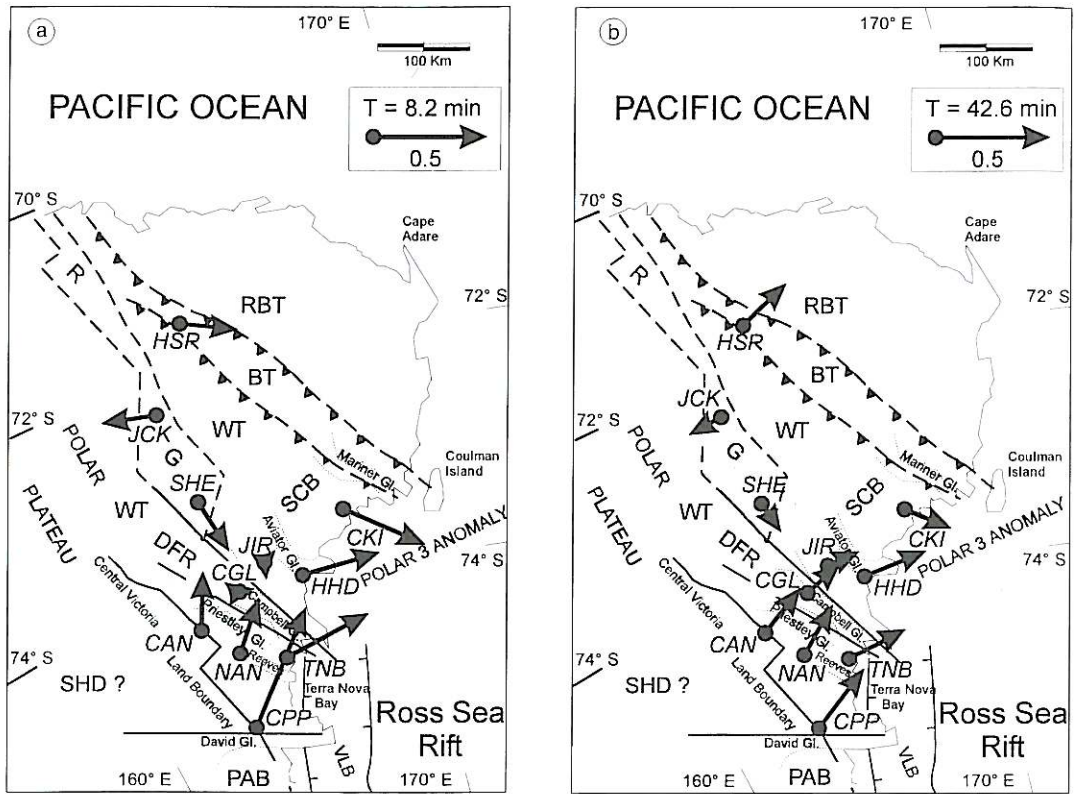 a
170° E
100 Km
PACIFIC OCEAN
T = 8.2 min
0.5
70° S
Cape
Adare
R
72° S
RBT
HSR
BT
72° S
JCK
WT
G
POLAR
PLATEAU
Mariner Gl.
Coulman
Island
SHE
SCB
WT
CKI
DFR
Aviator Gl.
JIR
POLAR 3 ANOMALY
74° S
CGL
HHD
Central Victoria
Land Boundary
Campbell Gl.
Priestley Gl.
CAN
Reeves
NAN
TNB
74° S
SHD ?
Terra Nova
Bay
CPP
Ross Sea
Rift
David Gl.
VLB
160° E
PAB
170° E
b
170° E
100 Km
PACIFIC OCEAN
T = 42.6 min
0.5
70° S
Cape
Adare
R
72° S
RBT
HSR
BT
JCK
72° S
WT
G
POLAR
PLATEAU
Mariner Gl.
Coulman
Island
SHE
SCB
WT
CKI
DFR
Aviator Gl.
JIR
POLAR 3 ANOMALY
74° S
CGL
HHD
Central Victoria
Land Boundary
Campbell Gl.
Priestley Gl.
CAN
Reeves
NAN
TNB
74° S
SHD ?
Terra Nova
Bay
CPP
Ross Sea
Rift
David Gl.
VLB
160° E
PAB
170° E